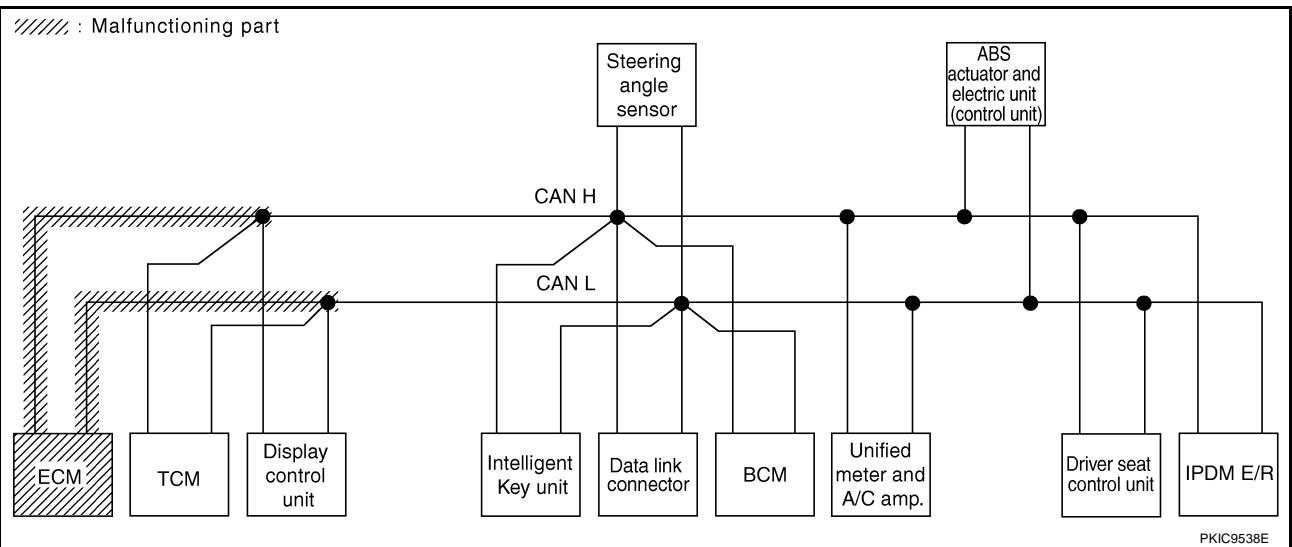 : Malfunctioning part
Steering
angle
sensor
ABS
actuator and
electric unit
(control unit)
CAN H
CAN L
ECM
TCM
Display
control
unit
Intelligent
Key unit
Data link
connector
BCM
Unified
meter and
A/C amp.
Driver seat
control unit
IPDM E/R
PKIC9538E